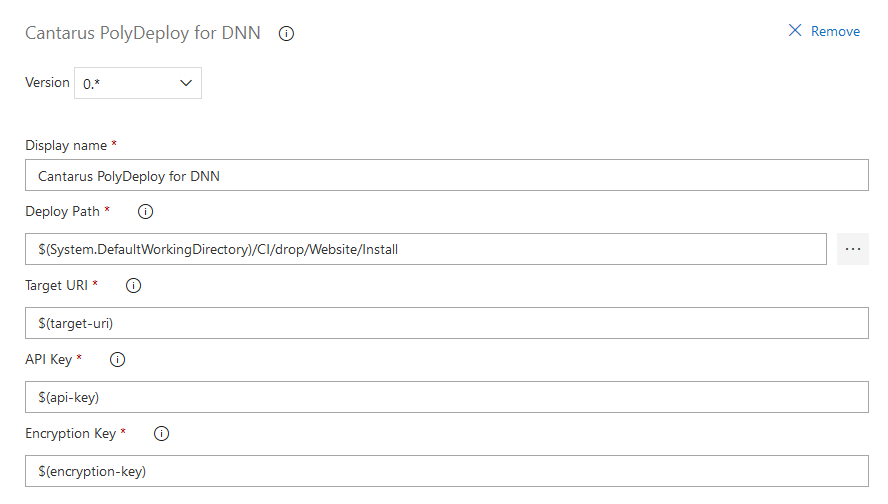 Cantarus PolyDeploy for DNN
Remove
Version 0.*
Display name *
Cantarus PolyDeploy for DNN
Deploy Path *
$(System.DefaultWorkingDirectory)/CI/drop/Website/Install
...
Target URI *
$(target-uri)
API Key *
$(api-key)
Encryption Key *
$(encryption-key)